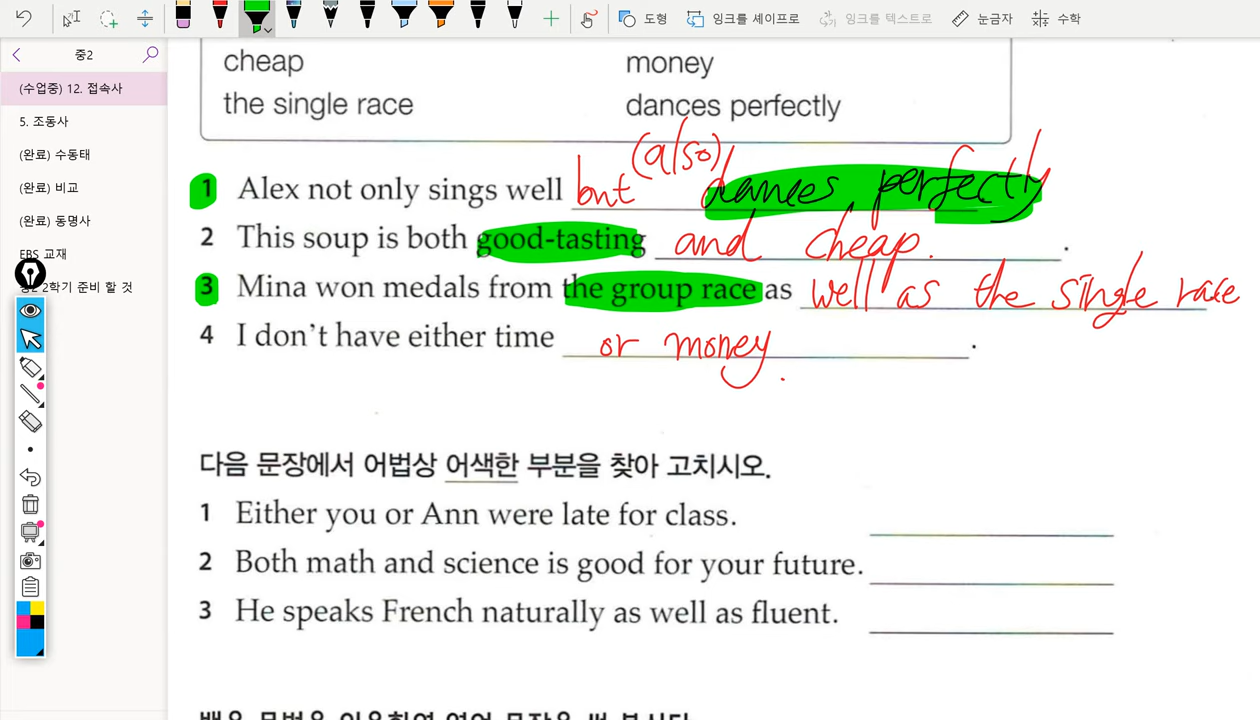 도형 잉크를 셰이프로 잉크를 텍스트로 눈금자 수학
중2
(수업중) 12. 접속사
5. 조동사
(완료) 수동태
(완료) 비교
(완료) 동명사
EBS 교재
2학기 준비 할 것
cheap money
the single race dances perfectly
(also)
1 Alex not only sings well but dances perfectly
2 This soup is both good-tasting and cheap. .
3 Mina won medals from the group race as well as the single race
4 I don't have either time or money. .
다음 문장에서 어법상 어색한 부분을 찾아 고치시오.
1 Either you or Ann were late for class.
2 Both math and science is good for your future.
3 He speaks French naturally as well as fluent.